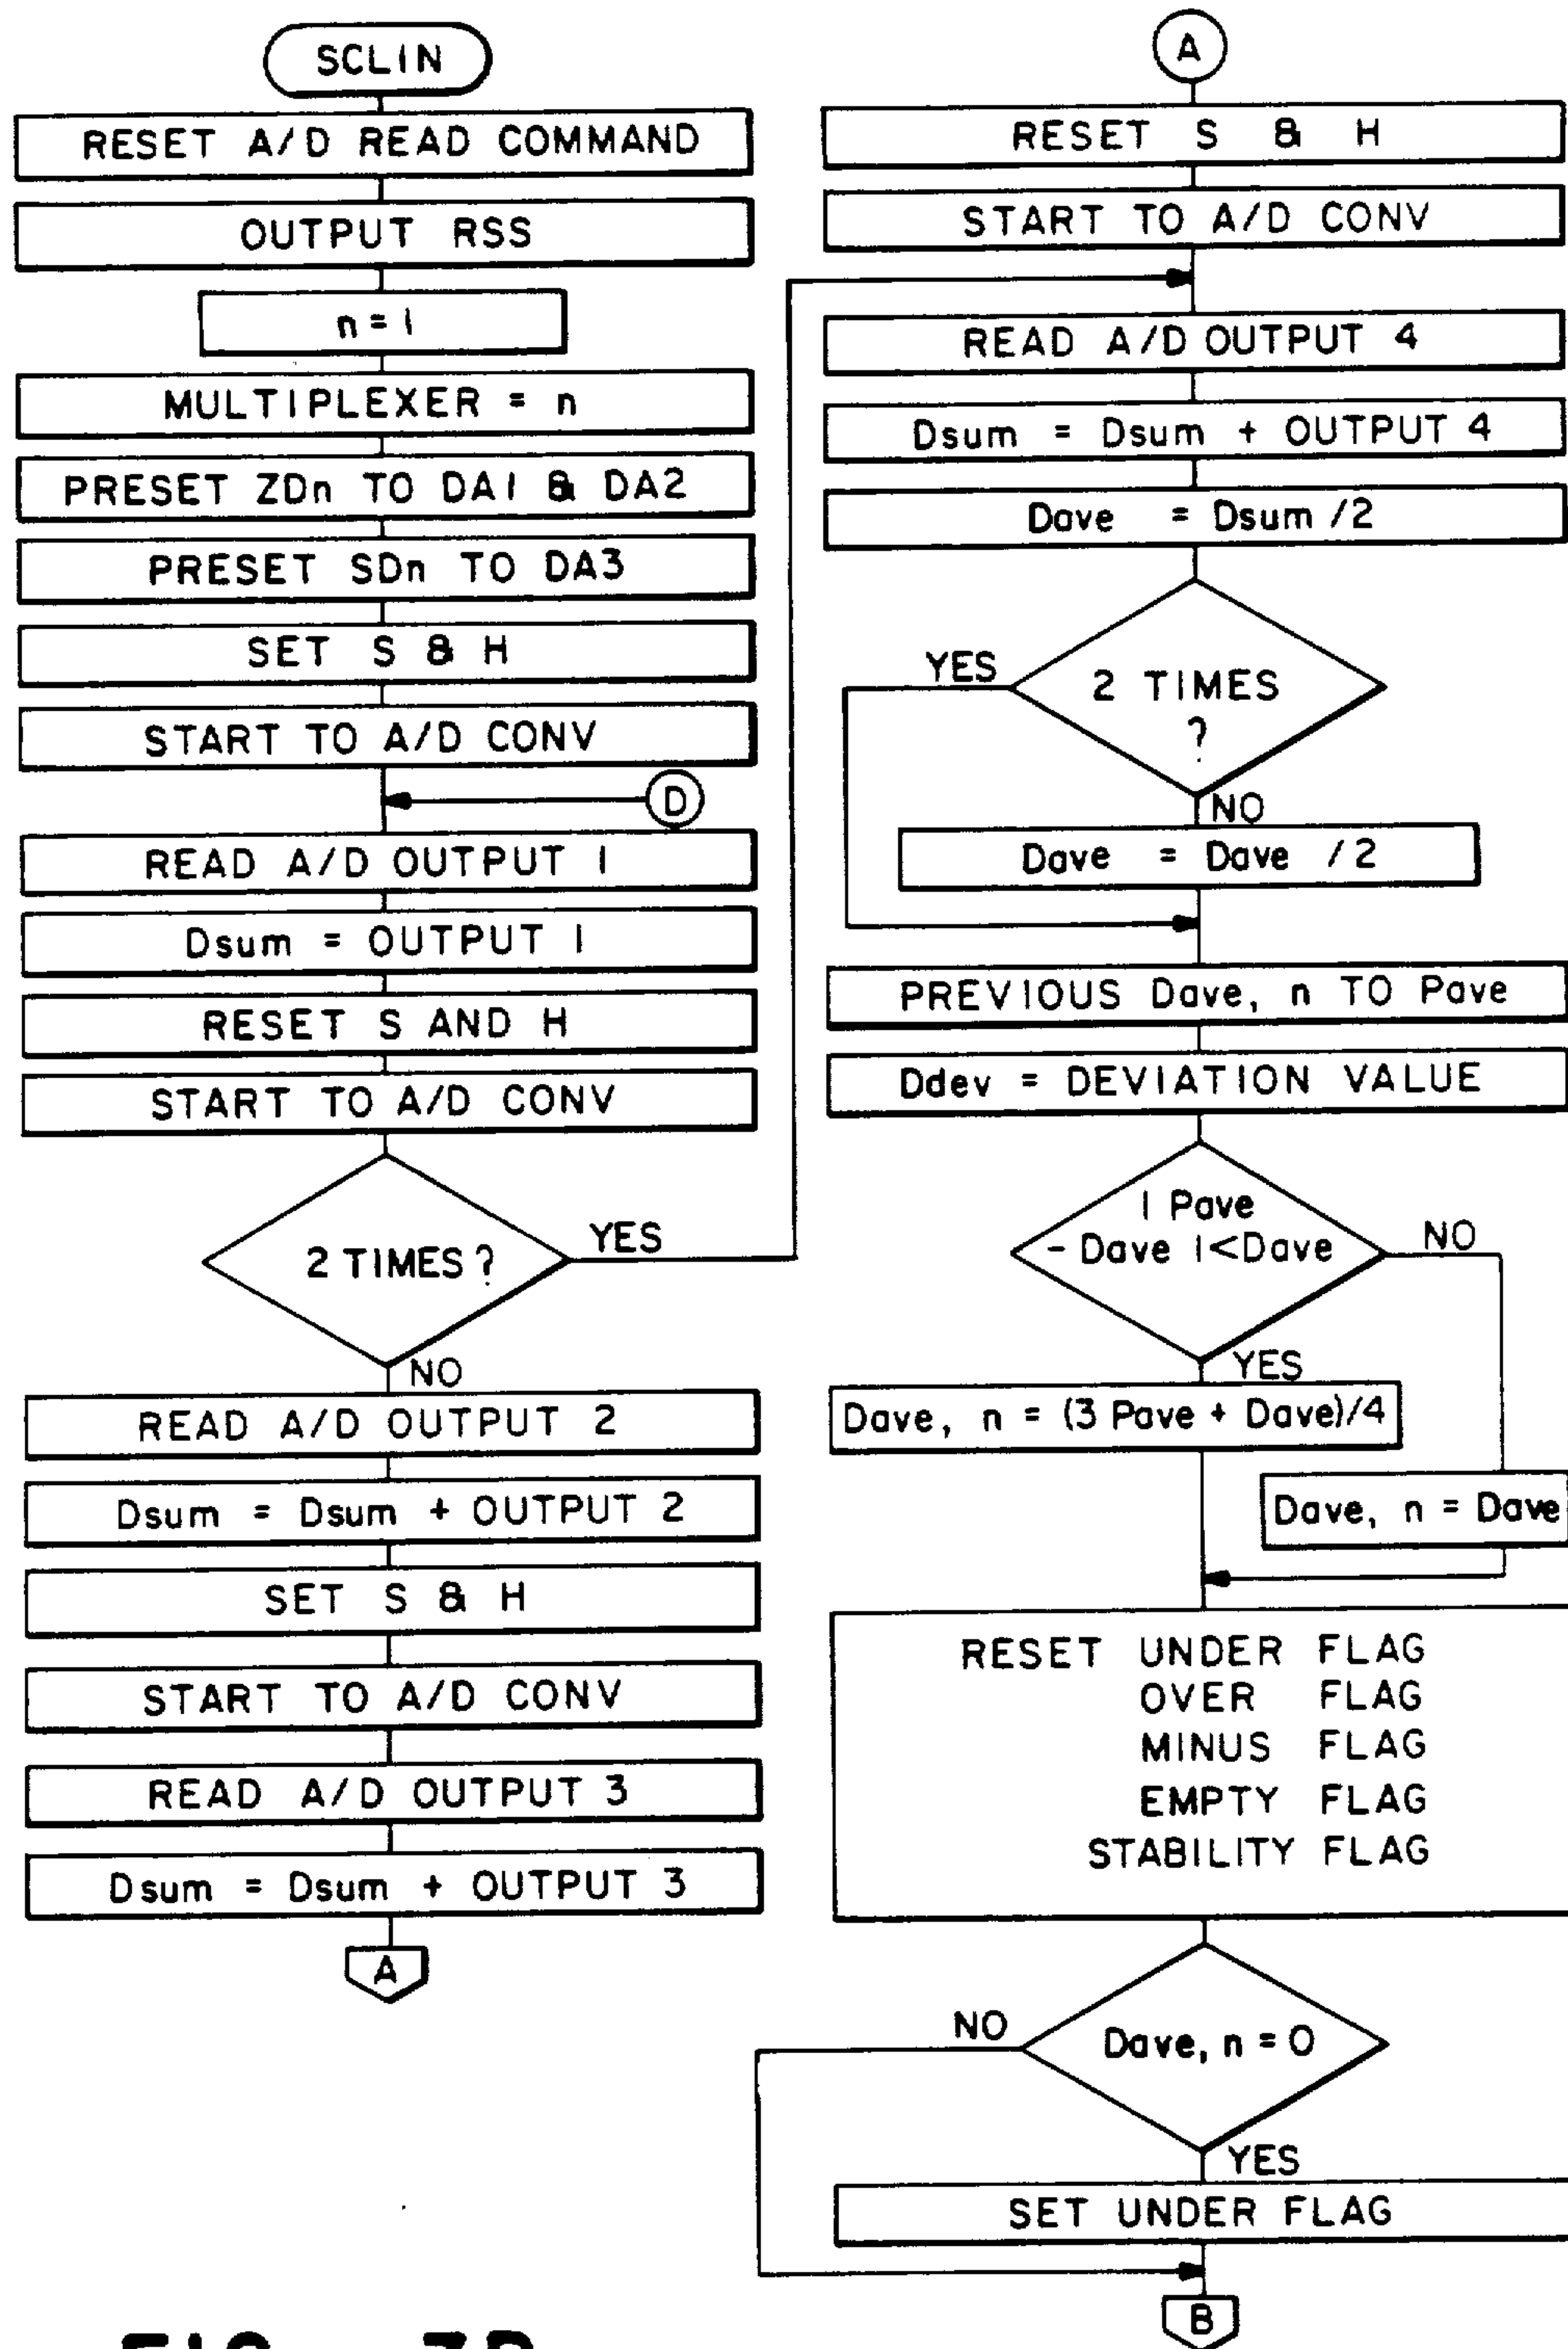 SCLIN
RESET A/D READ COMMAND
OUTPUT RSS
n = 1
MULTIPLEXER = n
PRESET ZDn TO DA1 & DA2
PRESET SDn TO DA3
SET S & H
START TO A/D CONV
D
READ A/D OUTPUT 1
Dsum = OUTPUT 1
RESET S AND H
START TO A/D CONV
2 TIMES ?
YES
NO
READ A/D OUTPUT 2
Dsum = Dsum + OUTPUT 2
SET S & H
START TO A/D CONV
READ A/D OUTPUT 3
Dsum = Dsum + OUTPUT 3
A
A
RESET S & H
START TO A/D CONV
READ A/D OUTPUT 4
Dsum = Dsum + OUTPUT 4
Dave = Dsum /2
YES
2 TIMES
?
NO
Dave = Dave /2
PREVIOUS Dave, n TO Pave
Ddev = DEVIATION VALUE
| Pave
- Dave |<Dave
NO
YES
Dave, n = (3 Pave + Dave)/4
Dave, n = Dave
RESET UNDER FLAG
OVER FLAG
MINUS FLAG
EMPTY FLAG
STABILITY FLAG
NO
Dave, n = 0
YES
SET UNDER FLAG
B